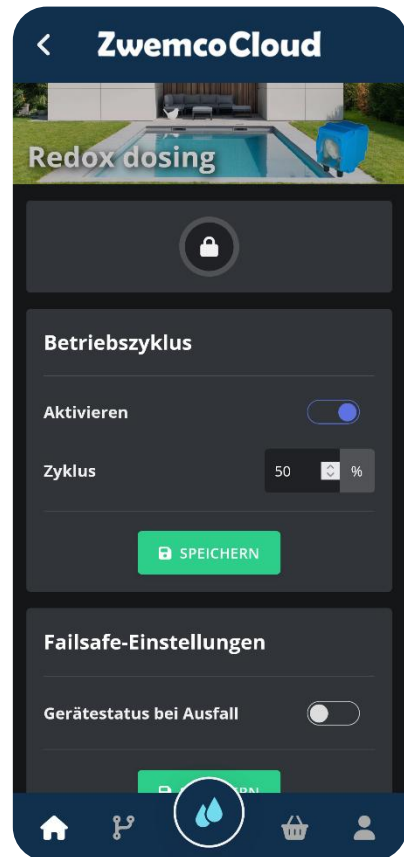 ZwemcoCloud
Redox dosing
Betriebszyklus
Aktivieren
Zyklus 50 %
SPEICHERN
Failsafe-Einstellungen
Gerätestatus bei Ausfall